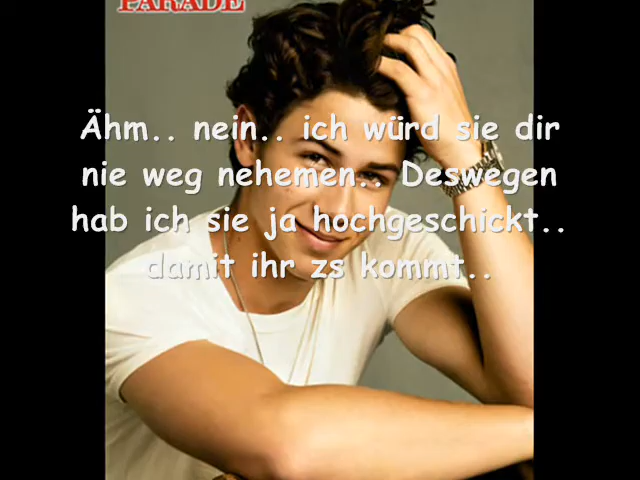 PARADE
Ähm.. nein.. ich würd sie dir
nie weg nehemen.. Deswegen
hab ich sie ja hochgeschickt..
damit ihr zs kommt..